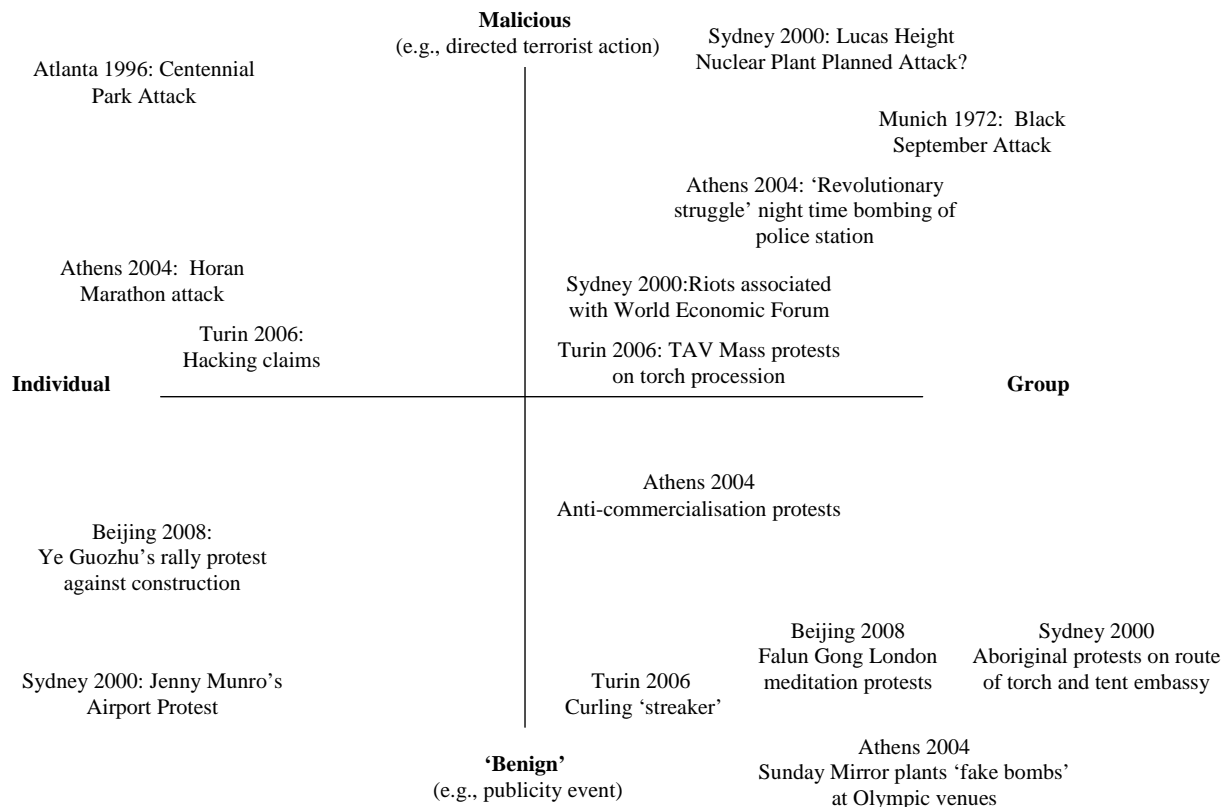 Malicious
(e.g., directed terrorist action)
Sydney 2000: Lucas Height
Nuclear Plant Planned Attack?
Atlanta 1996: Centennial
Park Attack
Munich 1972: Black
September Attack
Athens 2004: ‘Revolutionary
struggle’ night time bombing of
police station
Athens 2004: Horan
Marathon attack
Sydney 2000:Riots associated
with World Economic Forum
Turin 2006:
Hacking claims
Turin 2006: TAV Mass protests
on torch procession
Individual
Group
Athens 2004
Anti-commercialisation protests
Beijing 2008:
Ye Guozhu’s rally protest
against construction
Beijing 2008
Falun Gong London
meditation protests
Sydney 2000
Aboriginal protests on route
of torch and tent embassy
Sydney 2000: Jenny Munro’s
Airport Protest
Turin 2006
Curling ‘streaker’
‘Benign’
(e.g., publicity event)
Athens 2004
Sunday Mirror plants ‘fake bombs’
at Olympic venues